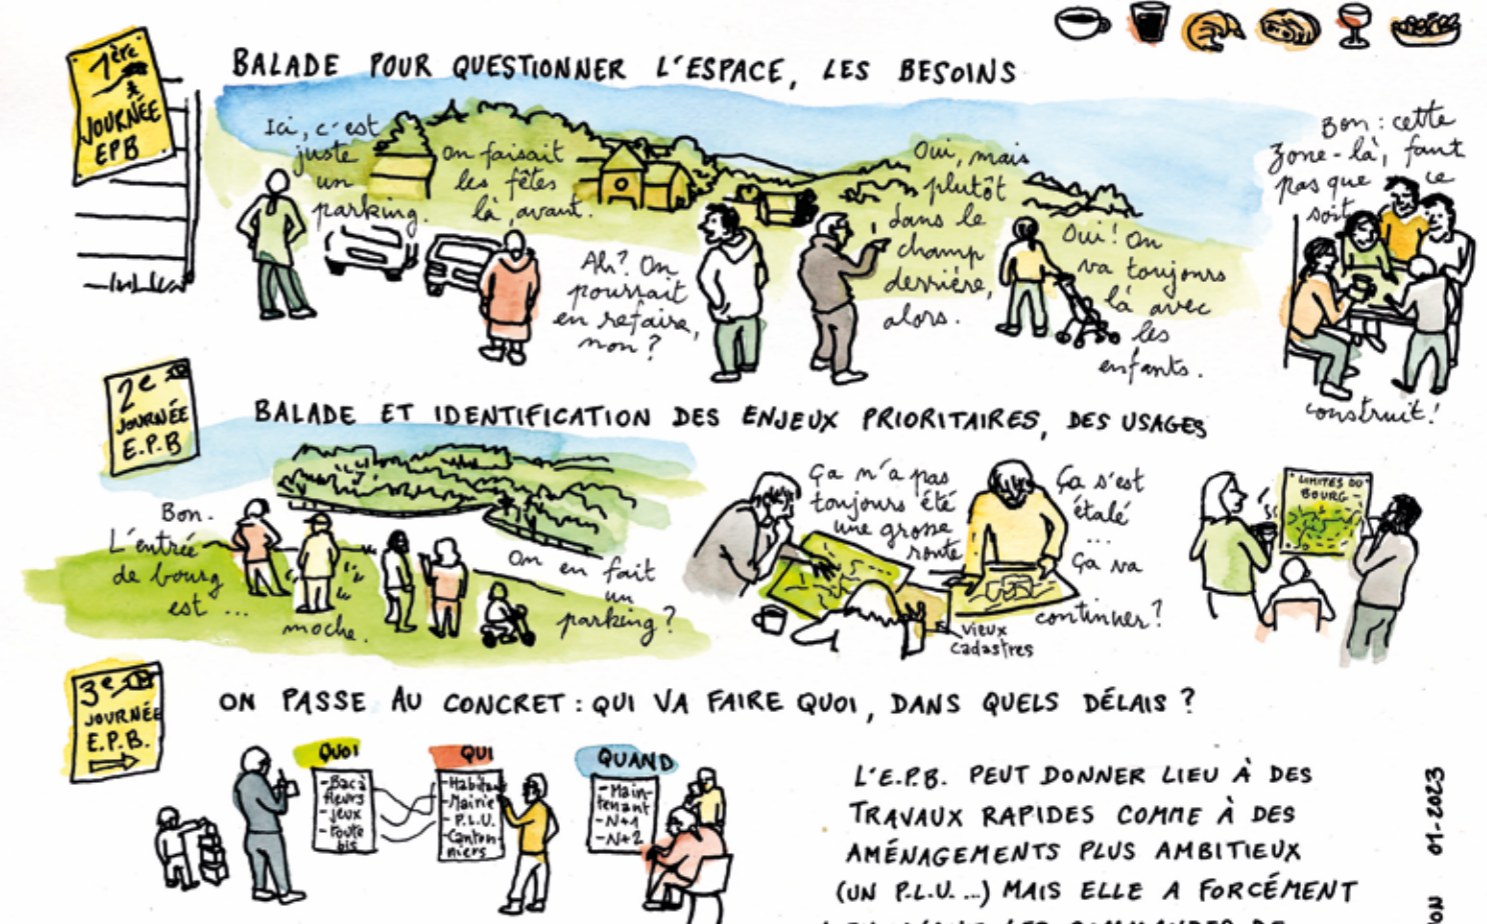 1ère
JOURNÉE
EPB
BALADE POUR QUESTIONNER L'ESPACE, LES BESOINS
Ici, c'est
juste
un
parking.
On faisait
les fêtes
là, avant.
Ah? On
pourrait
en refaire,
non ?
Oui, mais
plutôt
dans le
champ
derrière,
alors.
Oui! On
va toujours
là avec
les
enfants.
Bon : cette
zone-là, faut
pas que ce
soit
construit!
2e
JOURNÉE
E.P.B
BALADE ET IDENTIFICATION DES ENJEUX PRIORITAIRES, DES USAGES
Bon.
L'entrée
de bourg
est ...
moche.
On en fait
un
parking?
Ça n'a pas
toujours été
une grosse
route
Ça s'est
étalé
...
Ça va
continuer?
VIEUX
CADASTRES
LIMITES DU
BOURG -
3e
JOURNÉE
E.P.B.
ON PASSE AU CONCRET : QUI VA FAIRE QUOI, DANS QUELS DÉLAIS ?
QUOI
- Bac à
fleurs
- jeux
- route
bis
QUI
- Habitant
- Mairie
- P.L.U.
- Canton-
niers
QUAND
- Main-
tenant
- N+1
- N+2
L'E.P.B. PEUT DONNER LIEU À DES
TRAVAUX RAPIDES COMME À DES
AMÉNAGEMENTS PLUS AMBITIEUX
(UN P.L.U. ...) MAIS ELLE A FORCÉMENT
01-2023